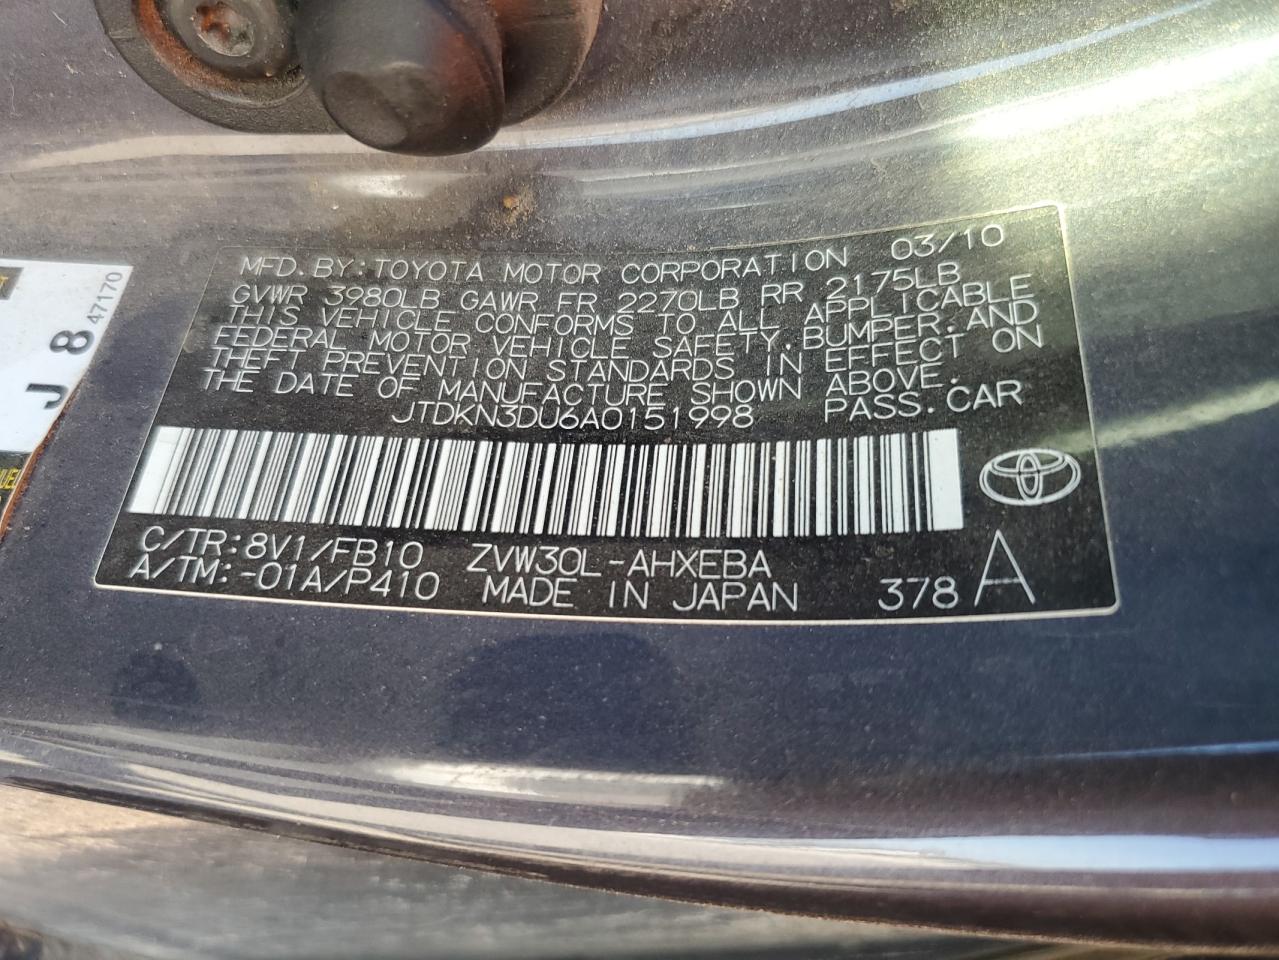 MFD. BY: TOYOTA MOTOR CORPORATION 03/10
GVWR 3980LB GAWR FR 2270LB RR 2175LB
THIS VEHICLE CONFORMS TO ALL APPLICABLE
FEDERAL MOTOR VEHICLE SAFETY, BUMPER, AND
THEFT PREVENTION STANDARDS IN EFFECT ON
THE DATE OF MANUFACTURE SHOWN ABOVE.
JTDKN3DU6A0151998 PASS. CAR
C/TR: 8V1/FB10 ZVW30L-AHXEBA
A/TM: -01A/P410 MADE IN JAPAN 378 A
J 8
47170